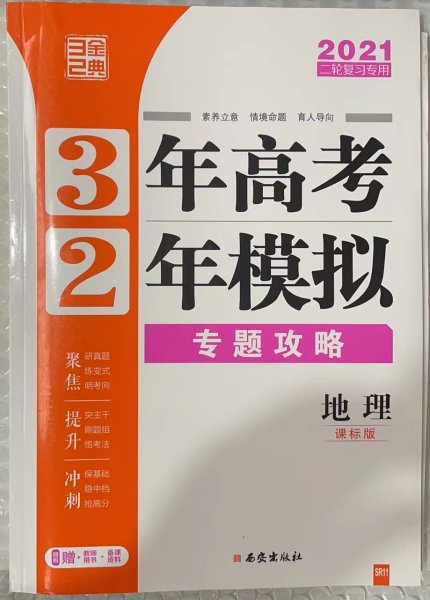 32金典
2021
二轮复习专用
素养立意 情境命题 育人导向
3年高考
2年模拟
专题攻略
地理
课标版
聚焦 研真题 练变式 明考向
提升 突主干 刷题组 悟考法
冲刺 保基础 稳中档 抢高分
赠 教师用书 + 备课资料
西安出版社
SR11